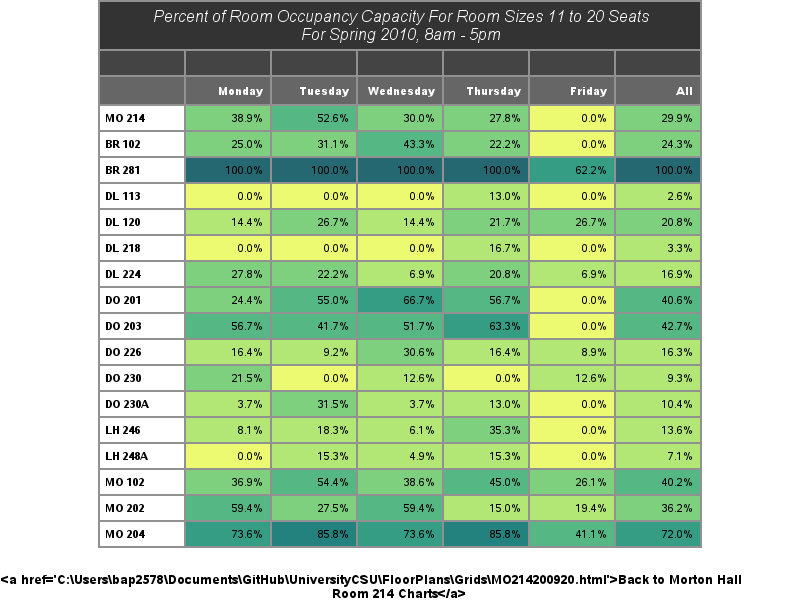 Percent of Room Occupancy Capacity For Room Sizes 11 to 20 Seats
For Spring 2010, 8am - 5pm
Monday Tuesday Wednesday Thursday Friday All
MO 214 38.9% 52.6% 30.0% 27.8% 0.0% 29.9%
BR 102 25.0% 31.1% 43.3% 22.2% 0.0% 24.3%
BR 281 100.0% 100.0% 100.0% 100.0% 62.2% 100.0%
DL 113 0.0% 0.0% 0.0% 13.0% 0.0% 2.6%
DL 120 14.4% 26.7% 14.4% 21.7% 26.7% 20.8%
DL 218 0.0% 0.0% 0.0% 16.7% 0.0% 3.3%
DL 224 27.8% 22.2% 6.9% 20.8% 6.9% 16.9%
DO 201 24.4% 55.0% 66.7% 56.7% 0.0% 40.6%
DO 203 56.7% 41.7% 51.7% 63.3% 0.0% 42.7%
DO 226 16.4% 9.2% 30.6% 16.4% 8.9% 16.3%
DO 230 21.5% 0.0% 12.6% 0.0% 12.6% 9.3%
DO 230A 3.7% 31.5% 3.7% 13.0% 0.0% 10.4%
LH 246 8.1% 18.3% 6.1% 35.3% 0.0% 13.6%
LH 248A 0.0% 15.3% 4.9% 15.3% 0.0% 7.1%
MO 102 36.9% 54.4% 38.6% 45.0% 26.1% 40.2%
MO 202 59.4% 27.5% 59.4% 15.0% 19.4% 36.2%
MO 204 73.6% 85.8% 73.6% 85.8% 41.1% 72.0%
<a href='C:\Users\bap2578\Documents\GitHub\UniversityCSU\FloorPlans\Grids\MO214200920.html'>Back to Morton Hall
Room 214 Charts</a>